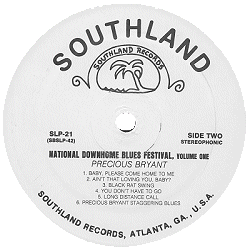 SOUTHLAND
SOUTHLAND RECORDS
SLP-21
(SBSLP-42)
SIDE TWO
STEREOPHONIC
NATIONAL DOWNHOME BLUES FESTIVAL, VOLUME ONE
PRECIOUS BRYANT
1. BABY, PLEASE COME HOME TO ME
2. AIN'T THAT LOVING YOU, BABY?
3. BLACK RAT SWING
4. YOU DON'T HAVE TO GO
5. LONG DISTANCE CALL
6. PRECIOUS BRYANT STAGGERING BLUES
SOUTHLAND RECORDS, ATLANTA, GA., U.S.A.